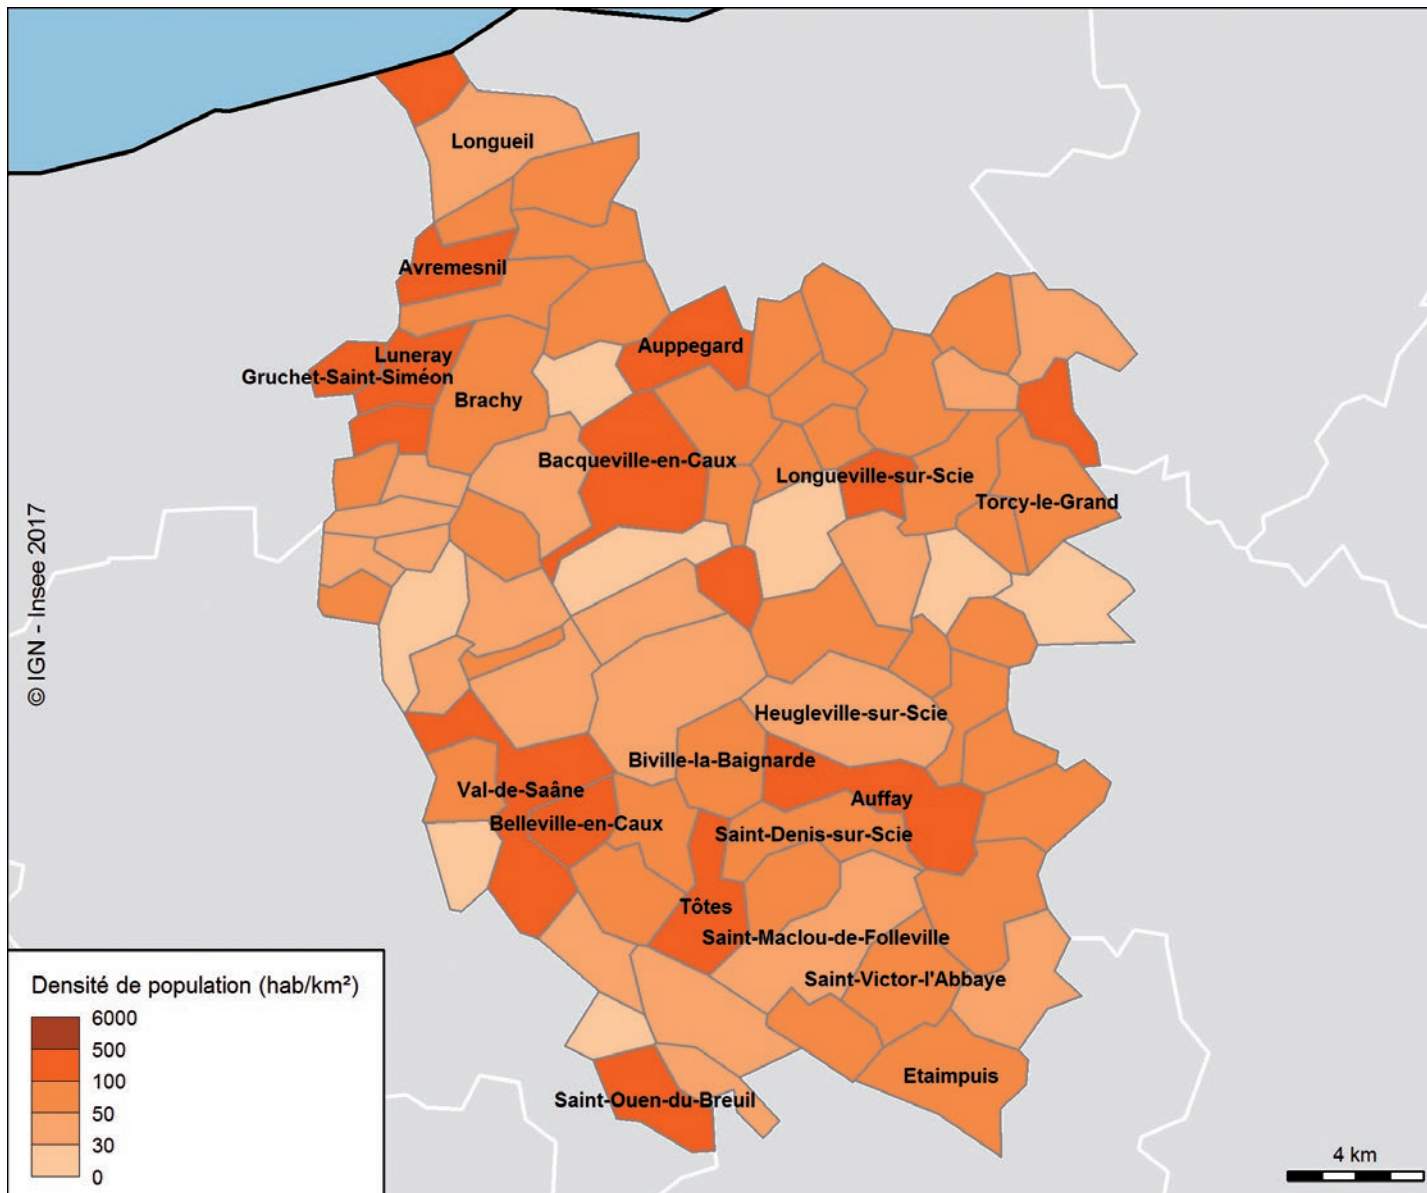 Longueil
Avremesnil
Luneray
Auppegard
Gruchet-Saint-Siméon
Brachy
Bacqueville-en-Caux
Longueville-sur-Scie
Torcy-le-Grand
© IGN - Insee 2017
Heugleville-sur-Scie
Biville-la-Baignarde
Val-de-Saâne
Auffay
Belleville-en-Caux
Saint-Denis-sur-Scie
Tôtes
Saint-Maclou-de-Folleville
Saint-Victor-l'Abbaye
Etaimpuis
Saint-Ouen-du-Breuil
Densité de population (hab/km²)
6000
500
100
50
30
0
4 km